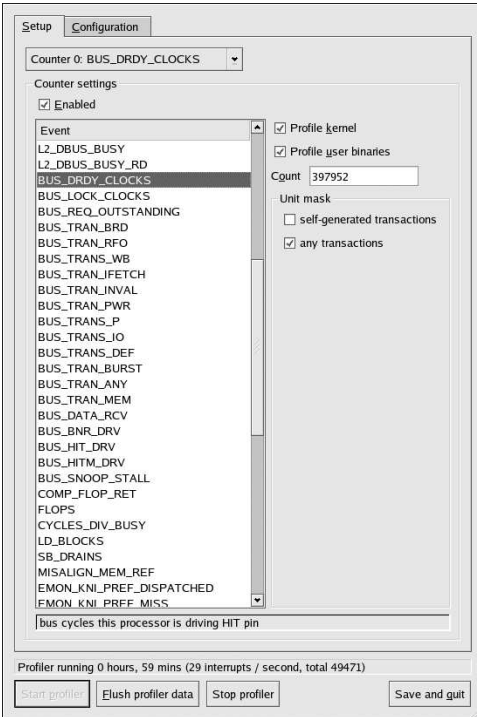 Setup Configuration
Counter 0: BUS_DRDY_CLOCKS
Counter settings
Enabled
Event
L2_DBUS_BUSY
L2_DBUS_BUSY_RD
BUS_DRDY_CLOCKS
BUS_LOCK_CLOCKS
BUS_REQ_OUTSTANDING
BUS_TRAN_BRD
BUS_TRAN_RFO
BUS_TRANS_WB
BUS_TRAN_IFETCH
BUS_TRAN_INVAL
BUS_TRAN_PWR
BUS_TRANS_P
BUS_TRANS_IO
BUS_TRANS_DEF
BUS_TRAN_BURST
BUS_TRAN_ANY
BUS_TRAN_MEM
BUS_DATA_RCV
BUS_BNR_DRV
BUS_HIT_DRV
BUS_HITM_DRV
BUS_SNOOP_STALL
COMP_FLOP_RET
FLOPS
CYCLES_DIV_BUSY
LD_BLOCKS
SB_DRAINS
MISALIGN_MEM_REF
EMON_KNI_PREF_DISPATCHED
EMON_KNI_PREF_MISS
Profile kernel
Profile user binaries
Count 397952
Unit mask
self-generated transactions
any transactions
bus cycles this processor is driving HIT pin
Profiler running 0 hours, 59 mins (29 interrupts / second, total 49471)
Start profiler Flush profiler data Stop profiler Save and quit